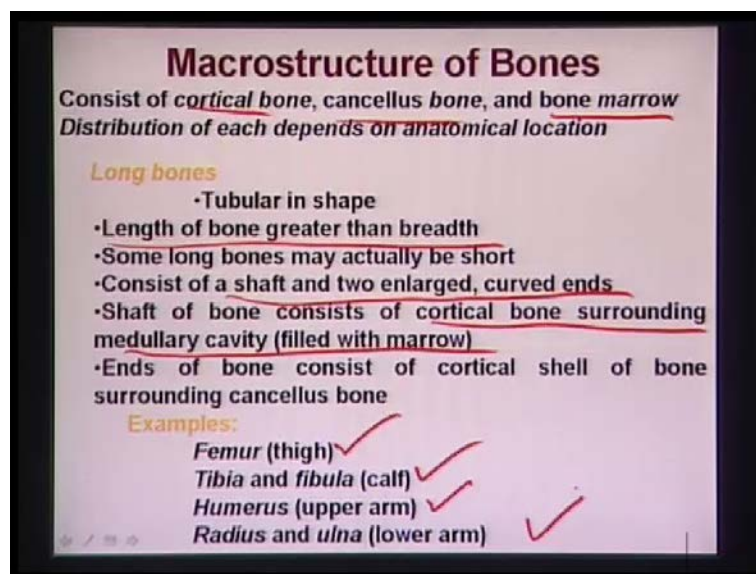 Macrostructure of Bones
Consist of cortical bone, cancellus bone, and bone marrow
Distribution of each depends on anatomical location
Long bones
•Tubular in shape
•Length of bone greater than breadth
•Some long bones may actually be short
•Consist of a shaft and two enlarged, curved ends
•Shaft of bone consists of cortical bone surrounding
medullary cavity (filled with marrow)
•Ends of bone consist of cortical shell of bone
surrounding cancellus bone
Examples:
Femur (thigh)
Tibia and fibula (calf)
Humerus (upper arm)
Radius and ulna (lower arm)